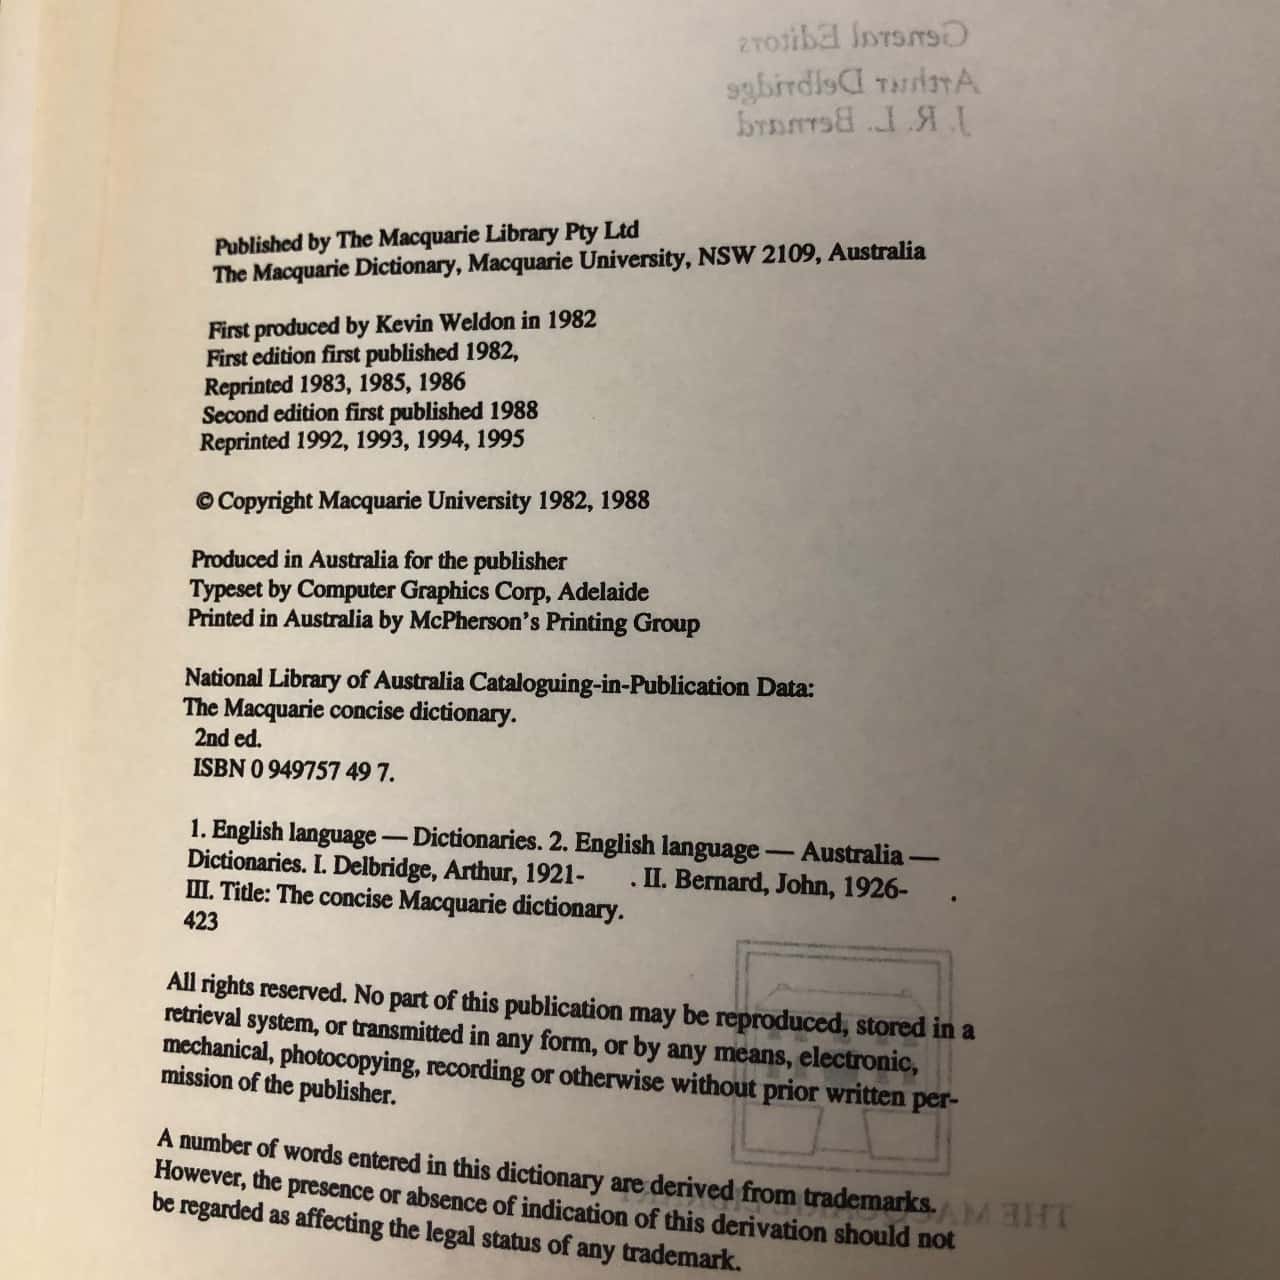 General Editors
Arthur Delbridge
J. R. L. Bernard
Published by The Macquarie Library Pty Ltd
The Macquarie Dictionary, Macquarie University, NSW 2109, Australia
First produced by Kevin Weldon in 1982
First edition first published 1982,
Reprinted 1983, 1985, 1986
Second edition first published 1988
Reprinted 1992, 1993, 1994, 1995
© Copyright Macquarie University 1982, 1988
Produced in Australia for the publisher
Typeset by Computer Graphics Corp, Adelaide
Printed in Australia by McPherson's Printing Group
National Library of Australia Cataloguing-in-Publication Data:
The Macquarie concise dictionary.
2nd ed.
ISBN 0 949757 49 7.
1. English language — Dictionaries. 2. English language — Australia —
Dictionaries. I. Delbridge, Arthur, 1921- . II. Bernard, John, 1926- .
III. Title: The concise Macquarie dictionary.
423
All rights reserved. No part of this publication may be reproduced, stored in a
retrieval system, or transmitted in any form, or by any means, electronic,
mechanical, photocopying, recording or otherwise without prior written per-
mission of the publisher.
A number of words entered in this dictionary are derived from trademarks.
However, the presence or absence of indication of this derivation should not
be regarded as affecting the legal status of any trademark.
THE